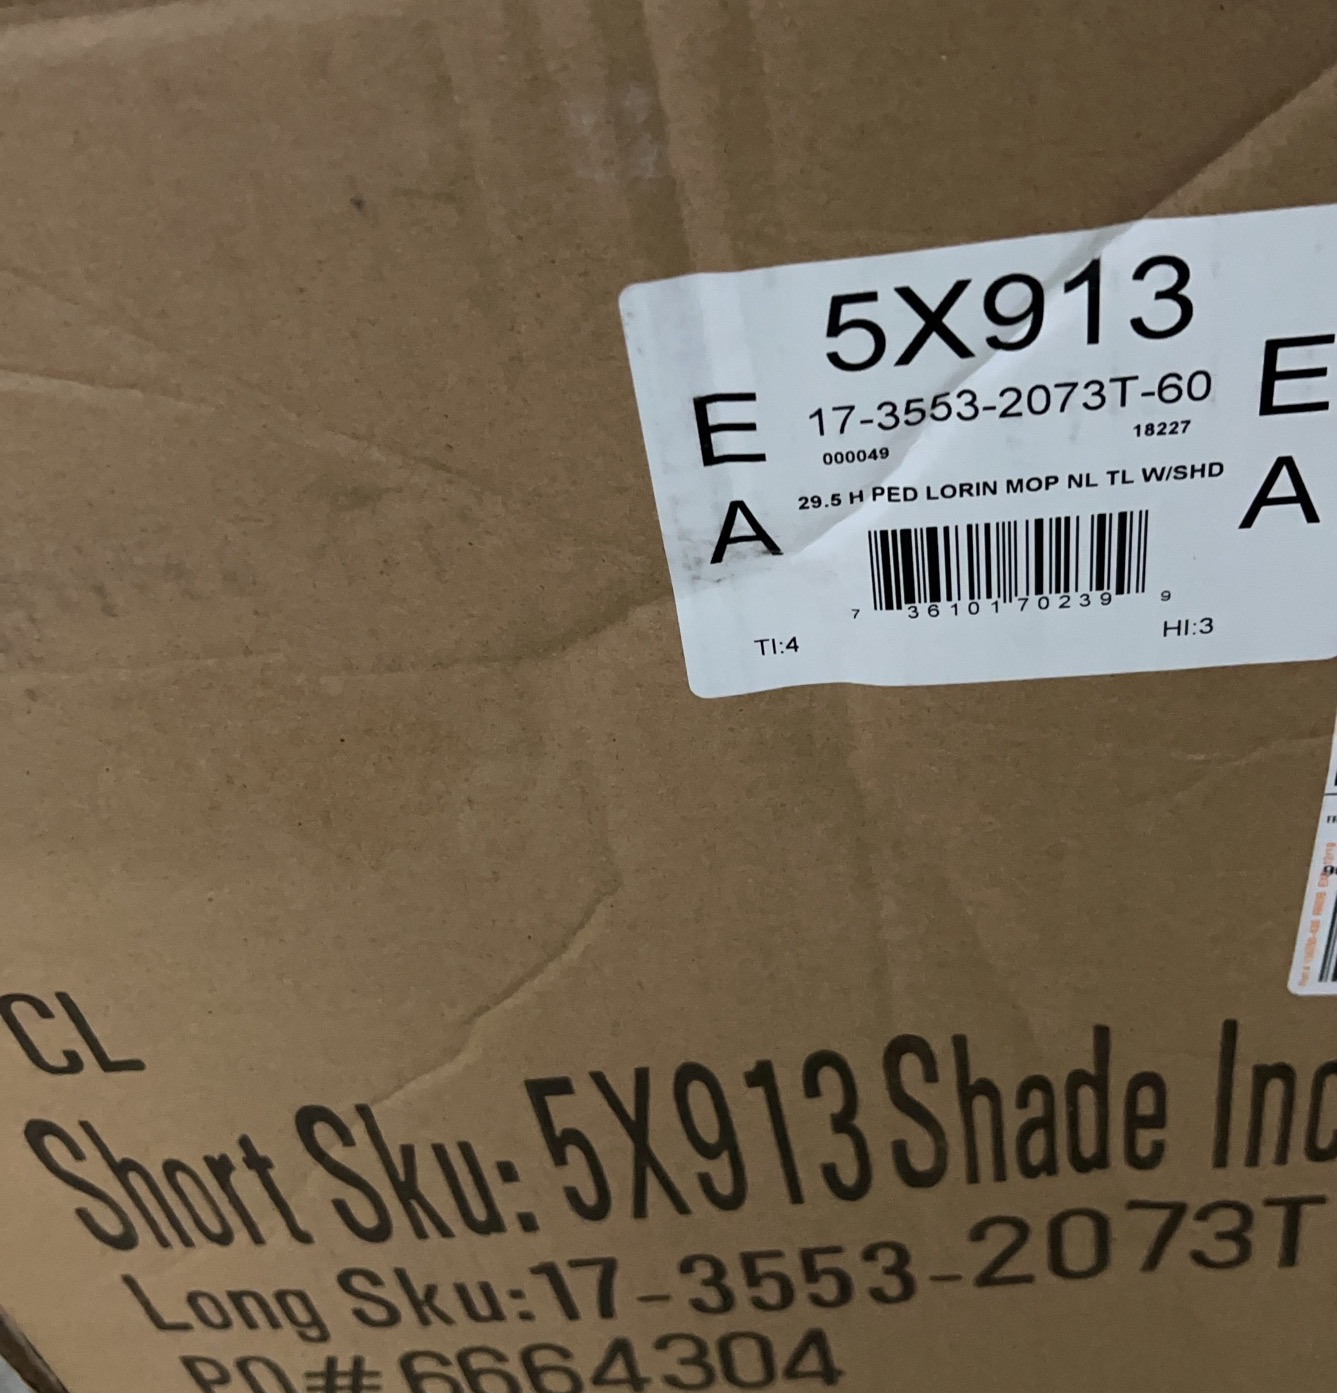 5X913
17-3553-2073T-60
000049 18227
29.5 H PED LORIN MOP NL TL W/SHD
E
A
E
A
7 36101 70239 9
TI:4 HI:3
CL
Short Sku: 5X913 Shade Inc
Long Sku:17-3553-2073T
PO# 6664304